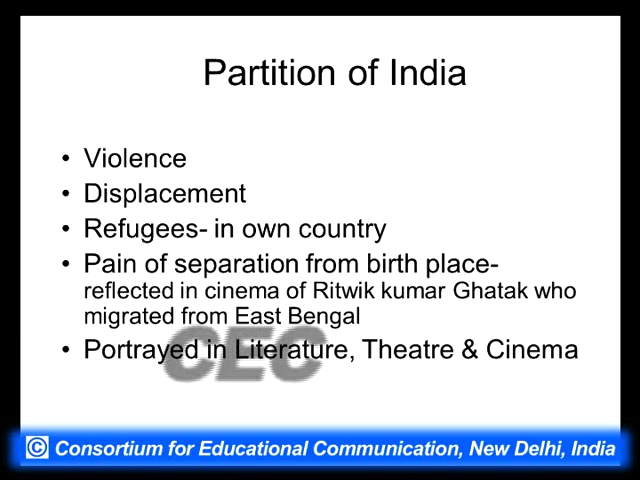 Partition of India
• Violence
• Displacement
• Refugees- in own country
• Pain of separation from birth place-
reflected in cinema of Ritwik kumar Ghatak who
migrated from East Bengal
• Portrayed in Literature, Theatre & Cinema
CEC
© Consortium for Educational Communication, New Delhi, India